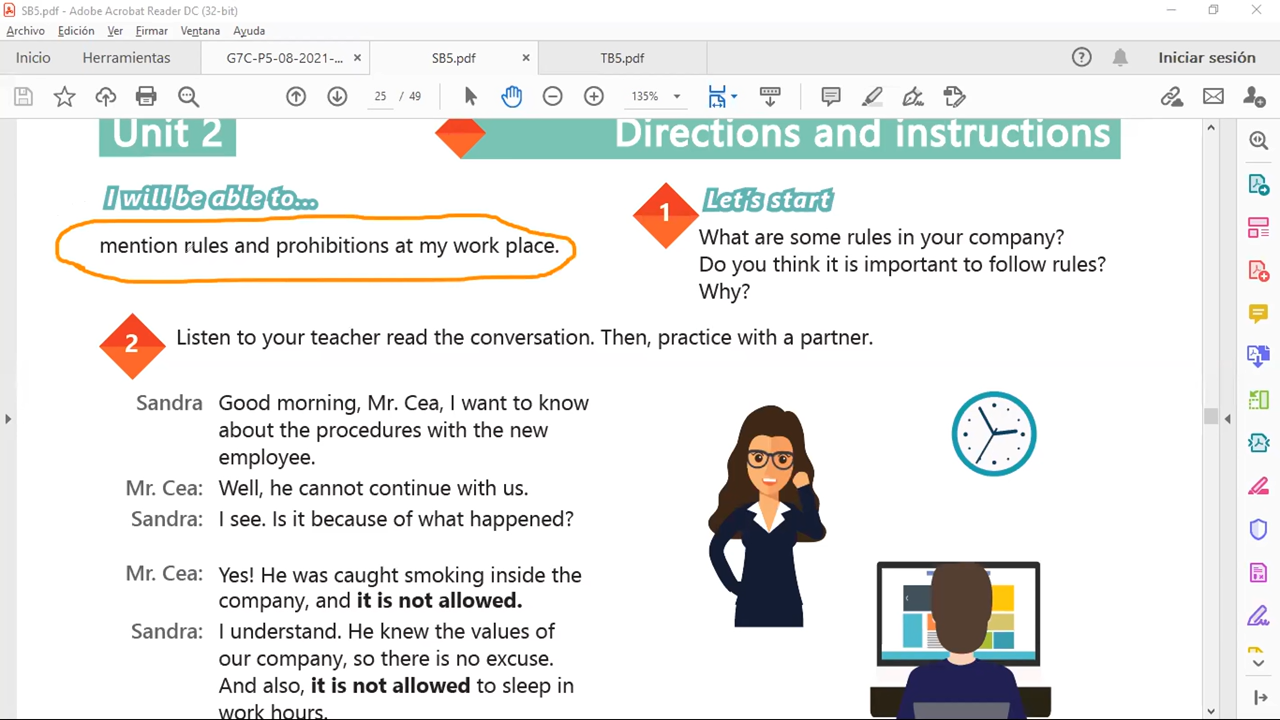 SB5.pdf - Adobe Acrobat Reader DC (32-bit)
Archivo Edición Ver Firmar Ventana Ayuda
Inicio Herramientas G7C-P5-08-2021-... × SB5.pdf × TB5.pdf Iniciar sesión
25 / 49 135%
Unit 2 Directions and instructions
I will be able to...
mention rules and prohibitions at my work place.
1 Let's start
What are some rules in your company?
Do you think it is important to follow rules?
Why?
2 Listen to your teacher read the conversation. Then, practice with a partner.
Sandra Good morning, Mr. Cea, I want to know
about the procedures with the new
employee.
Mr. Cea: Well, he cannot continue with us.
Sandra: I see. Is it because of what happened?
Mr. Cea: Yes! He was caught smoking inside the
company, and it is not allowed.
Sandra: I understand. He knew the values of
our company, so there is no excuse.
And also, it is not allowed to sleep in
work hours.